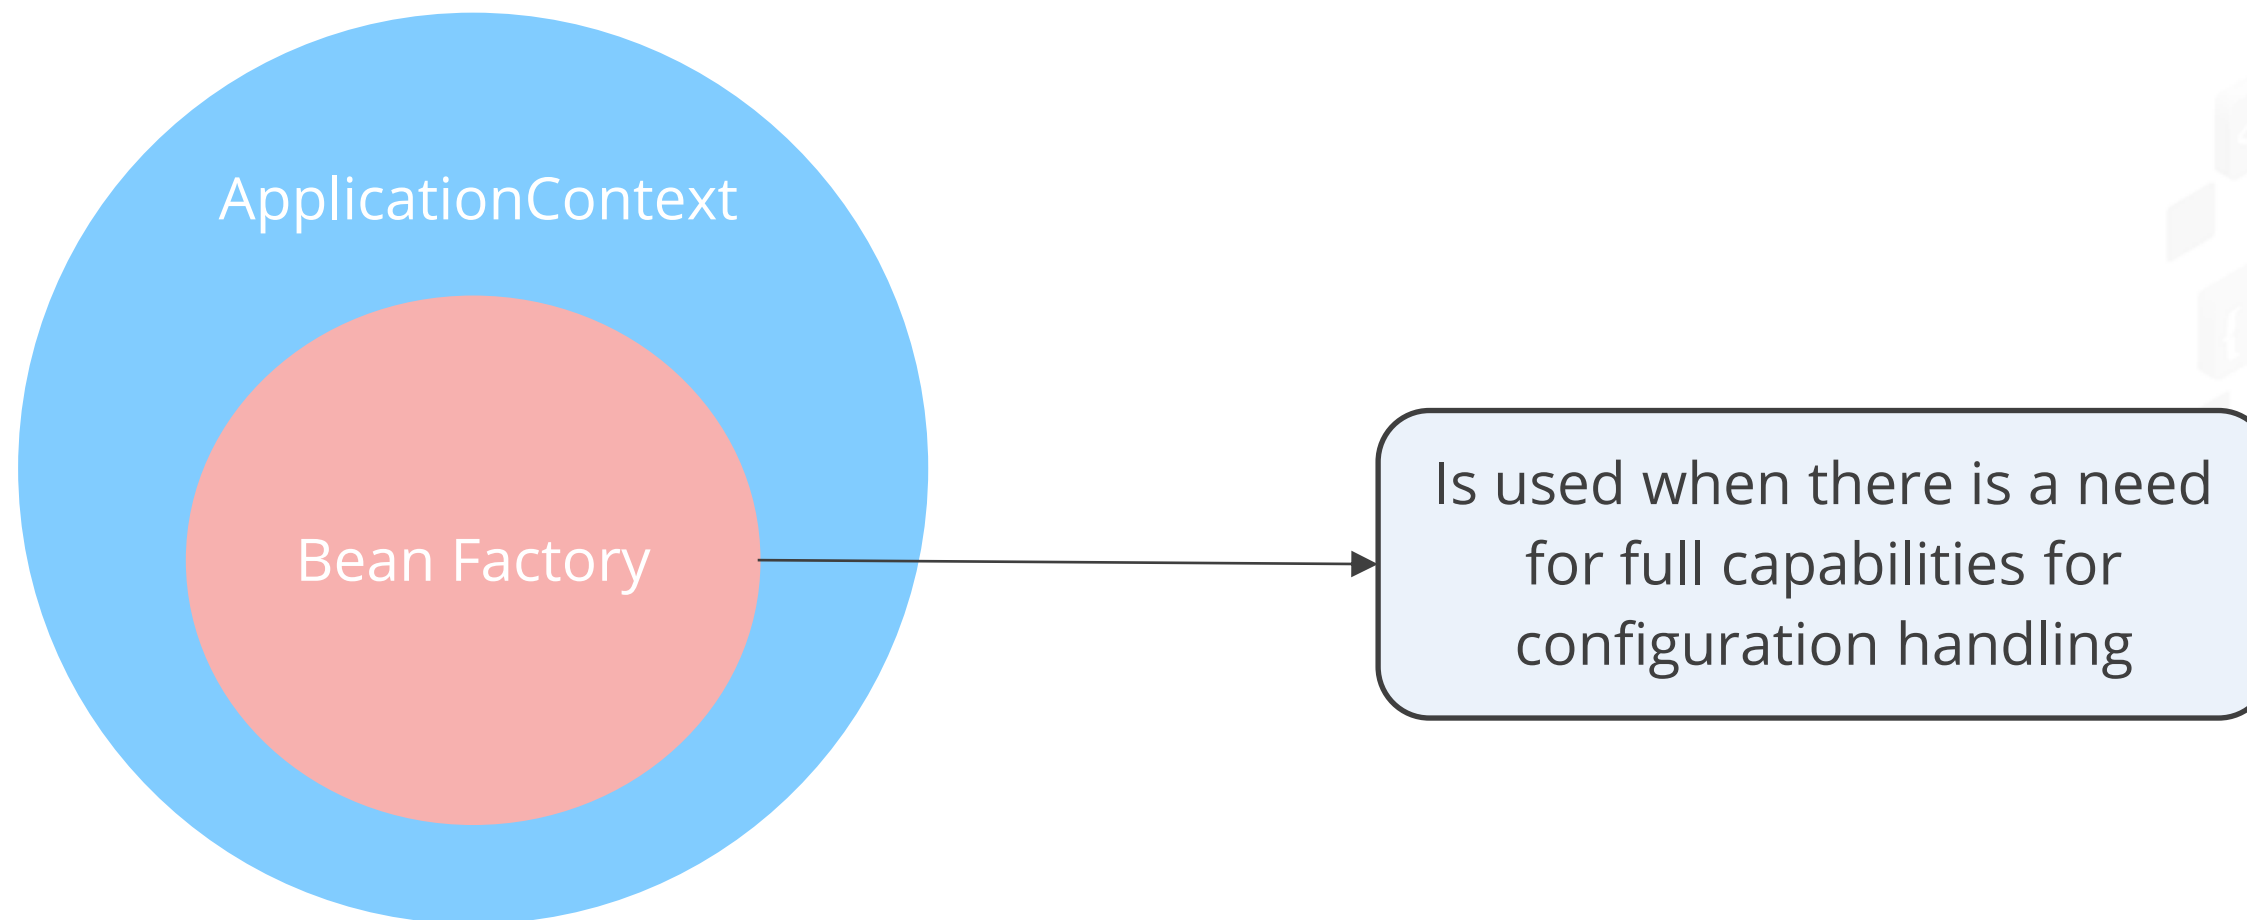 ApplicationContext
Bean Factory
Is used when there is a need
for full capabilities for
configuration handling